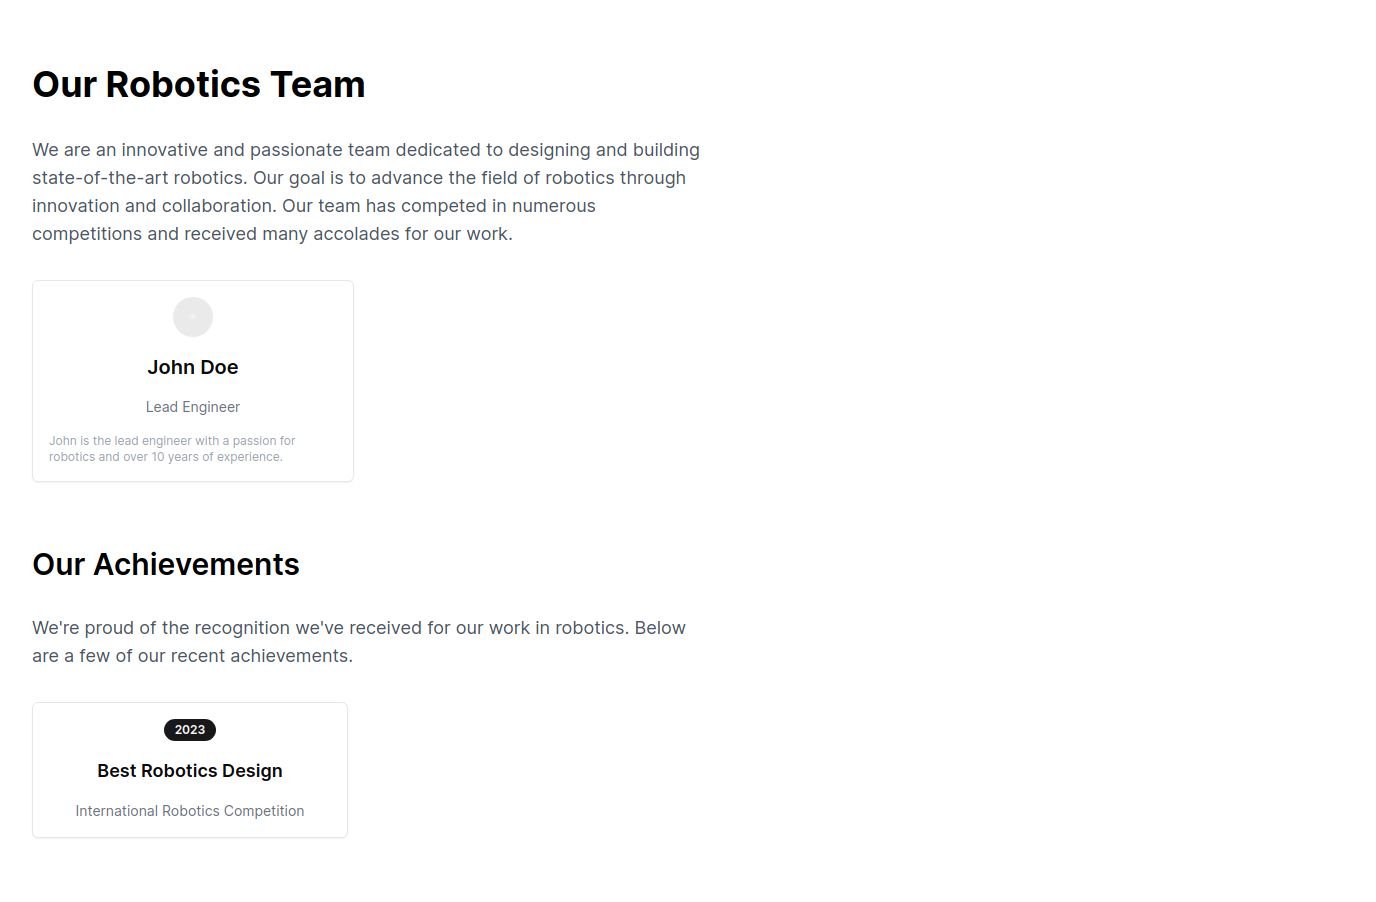 Our Robotics Team
We are an innovative and passionate team dedicated to designing and building
state-of-the-art robotics. Our goal is to advance the field of robotics through
innovation and collaboration. Our team has competed in numerous
competitions and received many accolades for our work.
John Doe
Lead Engineer
John is the lead engineer with a passion for
robotics and over 10 years of experience.
Our Achievements
We're proud of the recognition we've received for our work in robotics. Below
are a few of our recent achievements.
2023
Best Robotics Design
International Robotics Competition